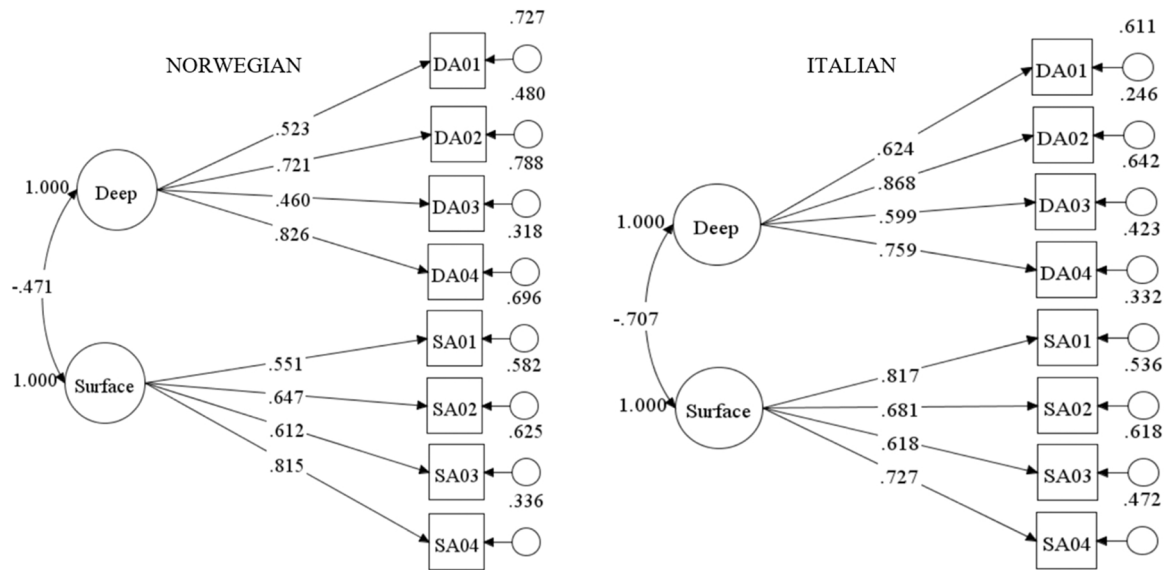 NORWEGIAN
.727
DA01
.480
.523
DA02
.788
.721
1.000
Deep
.460
DA03
.318
.826
DA04
.696
-.471
SA01
.582
.551
1.000
Surface
.647
SA02
.625
.612
.815
SA03
.336
SA04
ITALIAN
.611
DA01
.246
.624
DA02
.642
.868
1.000
Deep
.599
DA03
.423
.759
DA04
.332
-.707
SA01
.536
.817
1.000
Surface
.681
SA02
.618
.618
.727
SA03
.472
SA04